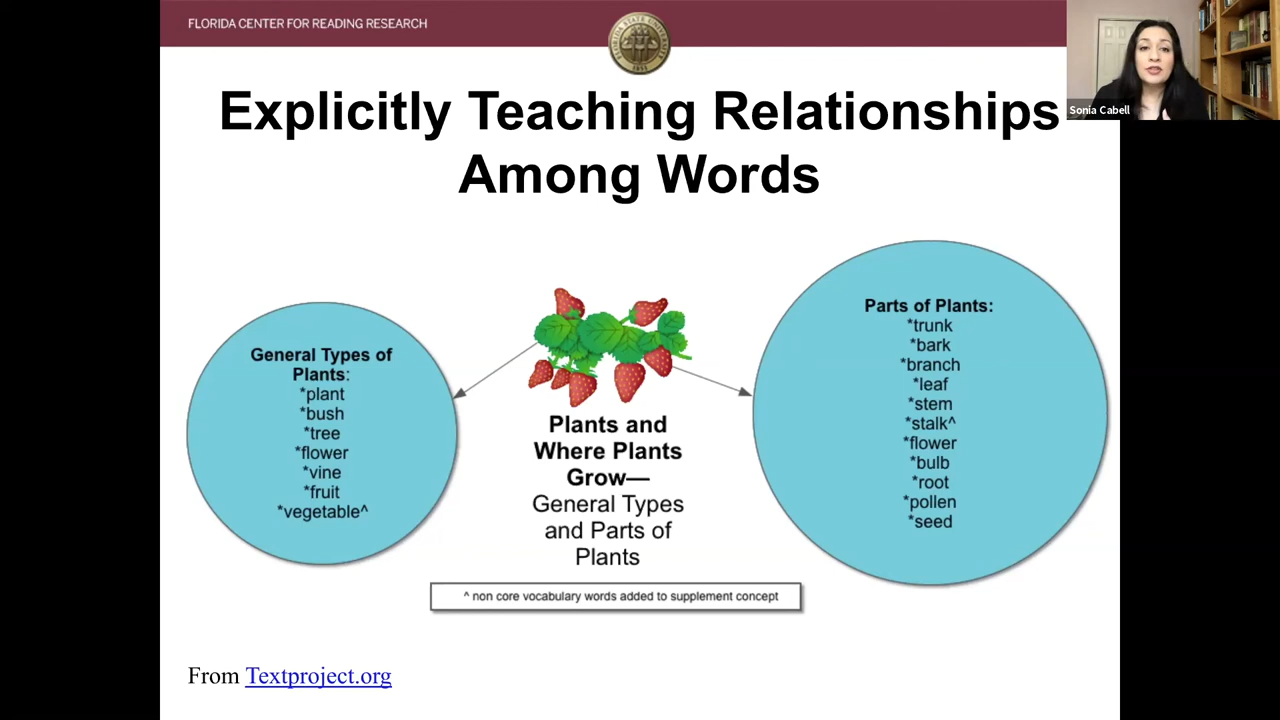 FLORIDA CENTER FOR READING RESEARCH
Sonia Cabell
Explicitly Teaching Relationships
Among Words
General Types of
Plants:
*plant
*bush
*tree
*flower
*vine
*fruit
*vegetable^
Plants and
Where Plants
Grow—
General Types
and Parts of
Plants
Parts of Plants:
*trunk
*bark
*branch
*leaf
*stem
*stalk^
*flower
*bulb
*root
*pollen
*seed
^ non core vocabulary words added to supplement concept
From Textproject.org